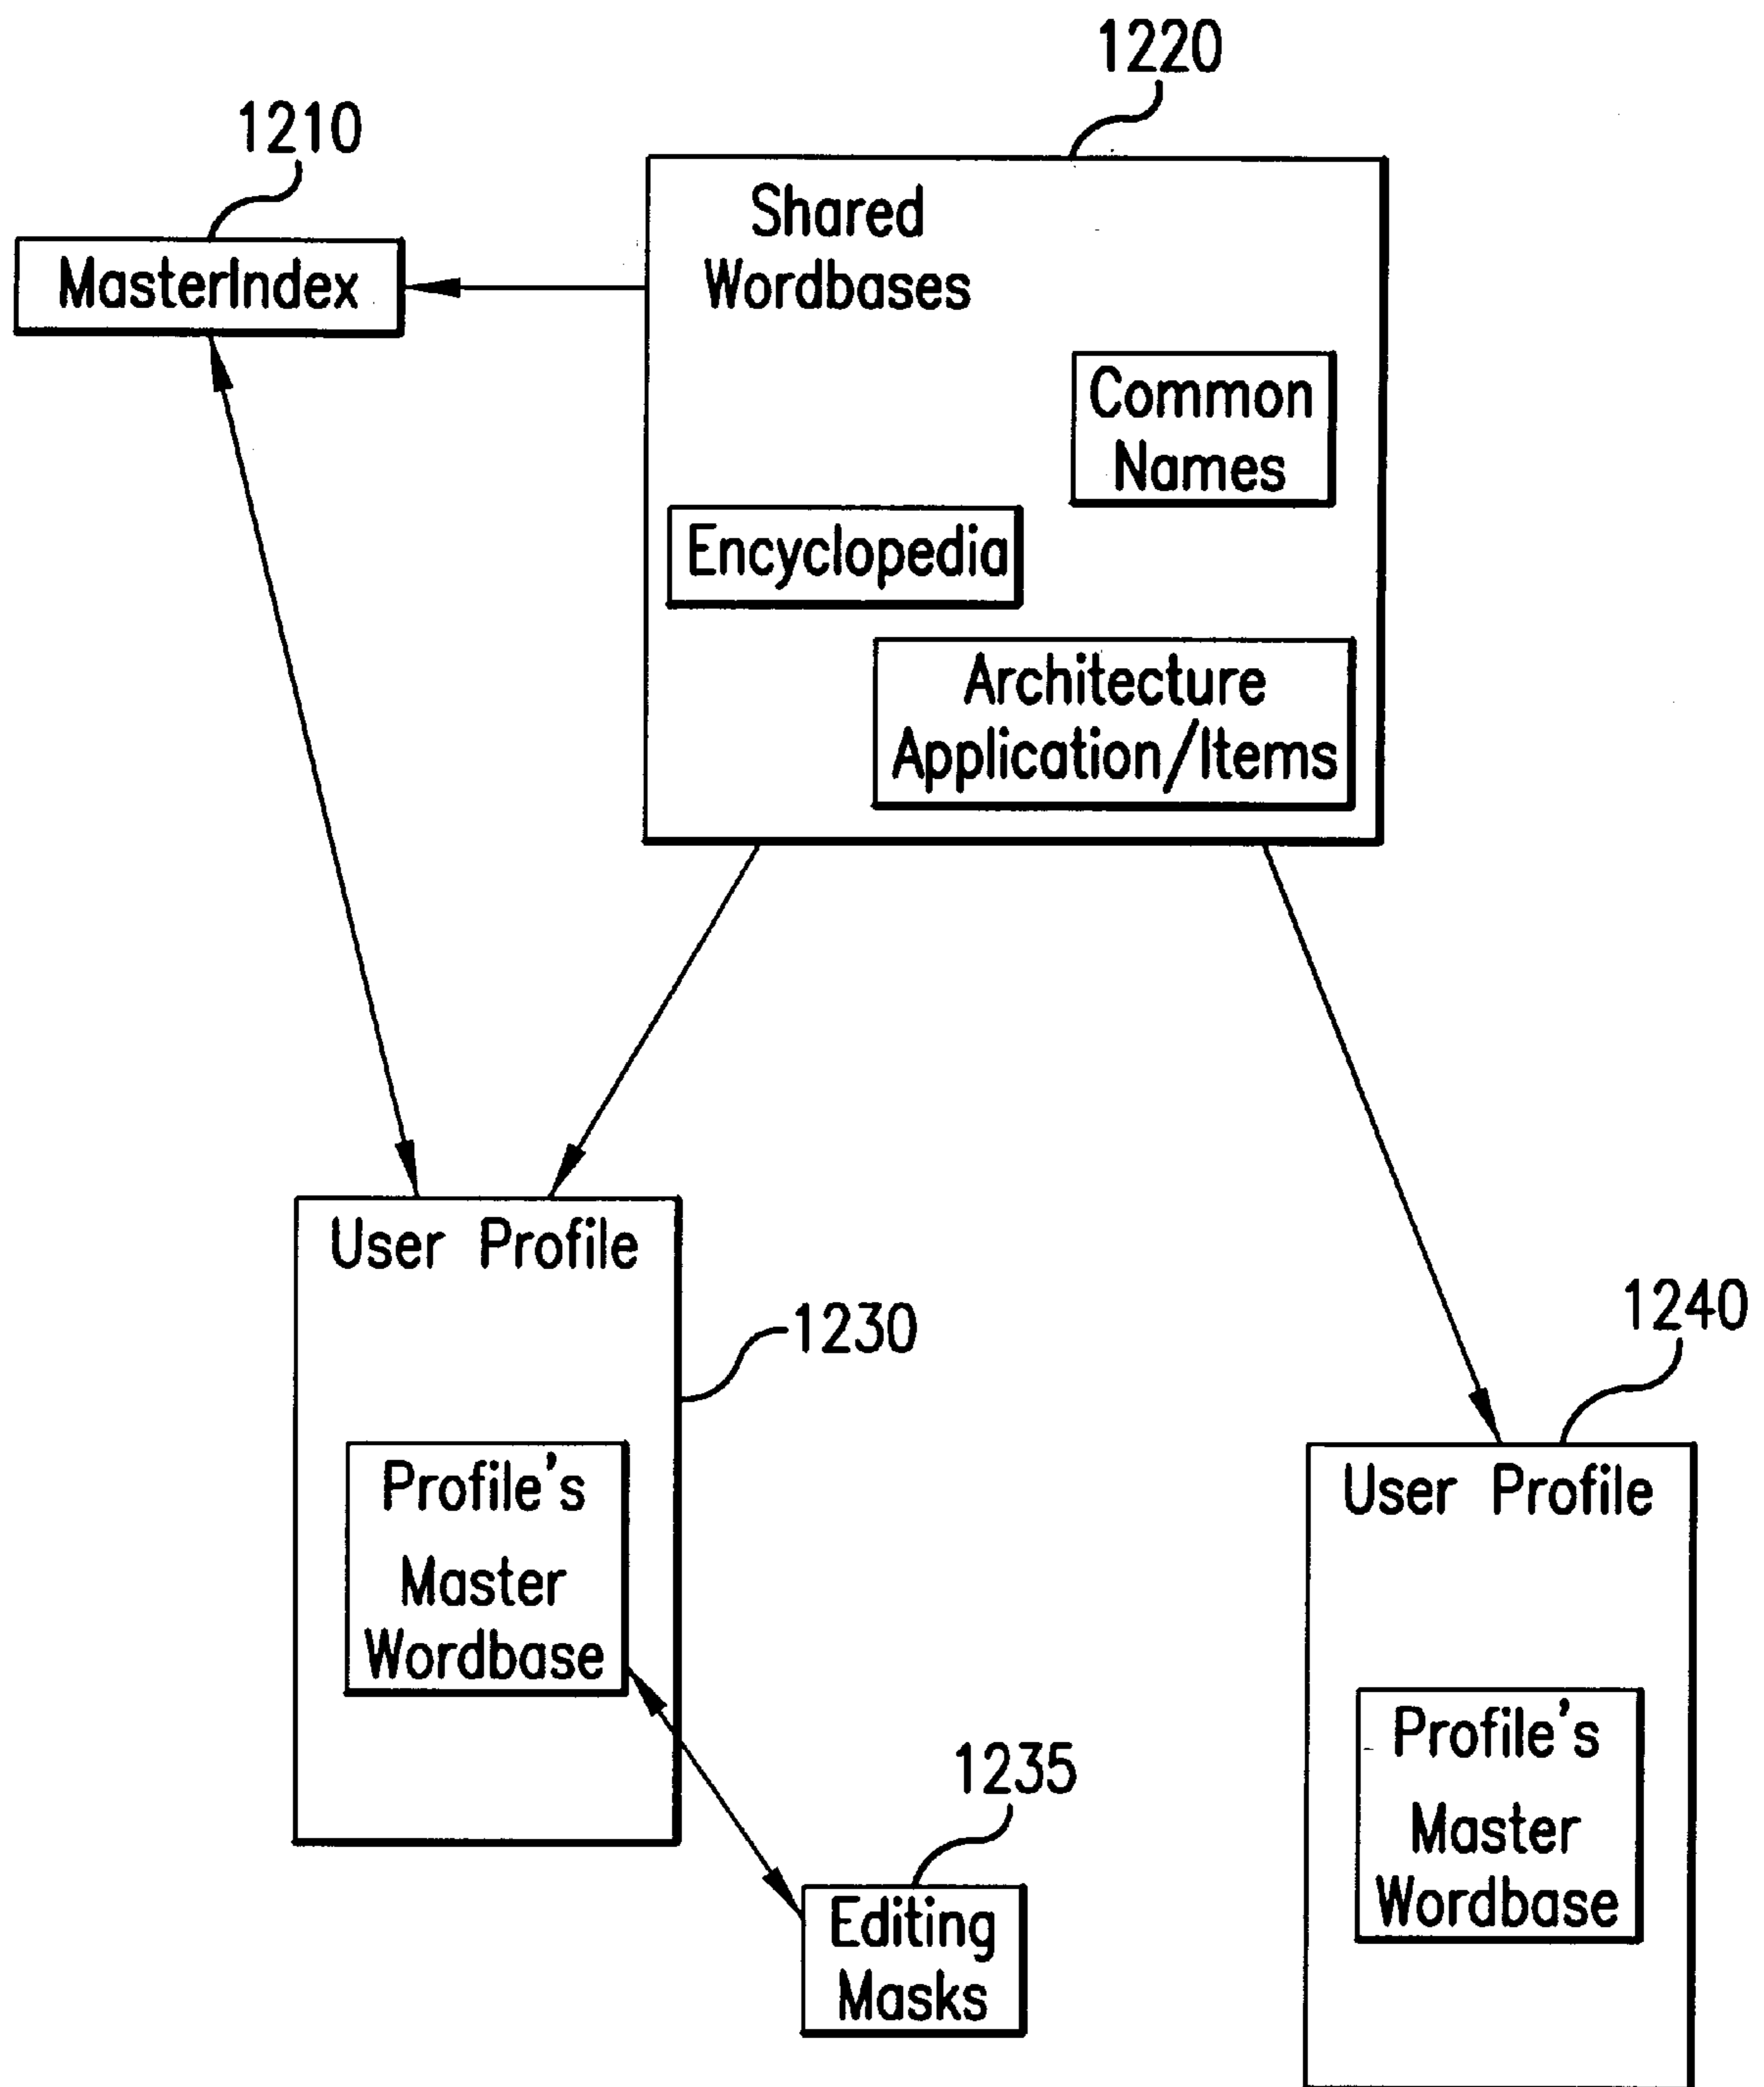 1220
1210
Shared
Wordbases
MasterIndex
Common
Names
Encyclopedia
Architecture
Application/Items
User Profile
1230
1240
Profile's
Master
Wordbase
User Profile
1235
Profile's
Master
Wordbase
Editing
Masks